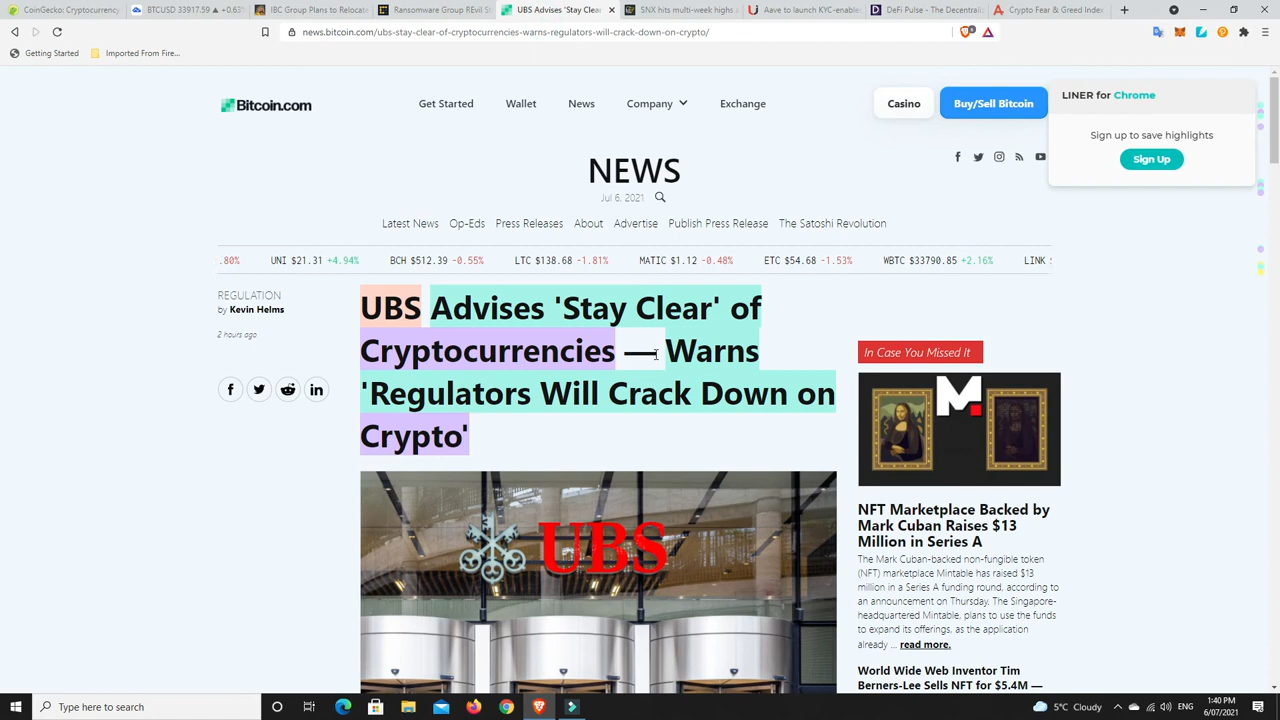 CoinGecko: Cryptocurrency
BTCUSD 33917.59 ▲ +0.63%
IBC Group Plans to Relocate
Ransomware Group REvil
UBS Advises 'Stay Clear
SNX hits multi-week highs
Aave to launch KYC-enable
DeFi Pulse - The Decentrali
Crypto Fear & Greed Index
news.bitcoin.com/ubs-stay-clear-of-cryptocurrencies-warns-regulators-will-crack-down-on-crypto/
Getting Started
Imported From Fire...
Bitcoin.com
Get Started
Wallet
News
Company
Exchange
Casino
Buy/Sell Bitcoin
LINER for Chrome
Sign up to save highlights
Sign Up
NEWS
Jul 6, 2021
Latest News
Op-Eds
Press Releases
About
Advertise
Publish Press Release
The Satoshi Revolution
.80%
UNI $21.31 +4.94%
BCH $512.39 -0.55%
LTC $138.68 -1.81%
MATIC $1.12 -0.48%
ETC $54.68 -1.53%
WBTC $33790.85 +2.16%
LINK
REGULATION
by Kevin Helms
2 hours ago
UBS Advises 'Stay Clear' of
Cryptocurrencies — Warns
'Regulators Will Crack Down on
Crypto'
UBS
In Case You Missed It
M
NFT Marketplace Backed by
Mark Cuban Raises $13
Million in Series A
The Mark Cuban-backed non-fungible token
(NFT) marketplace Mintable has raised $13
million in a Series A funding round, according to
an announcement on Thursday. The Singapore-
headquartered Mintable, plans to use the funds
to expand its offerings, as the application
already ... read more.
World Wide Web Inventor Tim
Berners-Lee Sells NFT for $5.4M —
Type here to search
5°C Cloudy
ENG
1:40 PM
6/07/2021